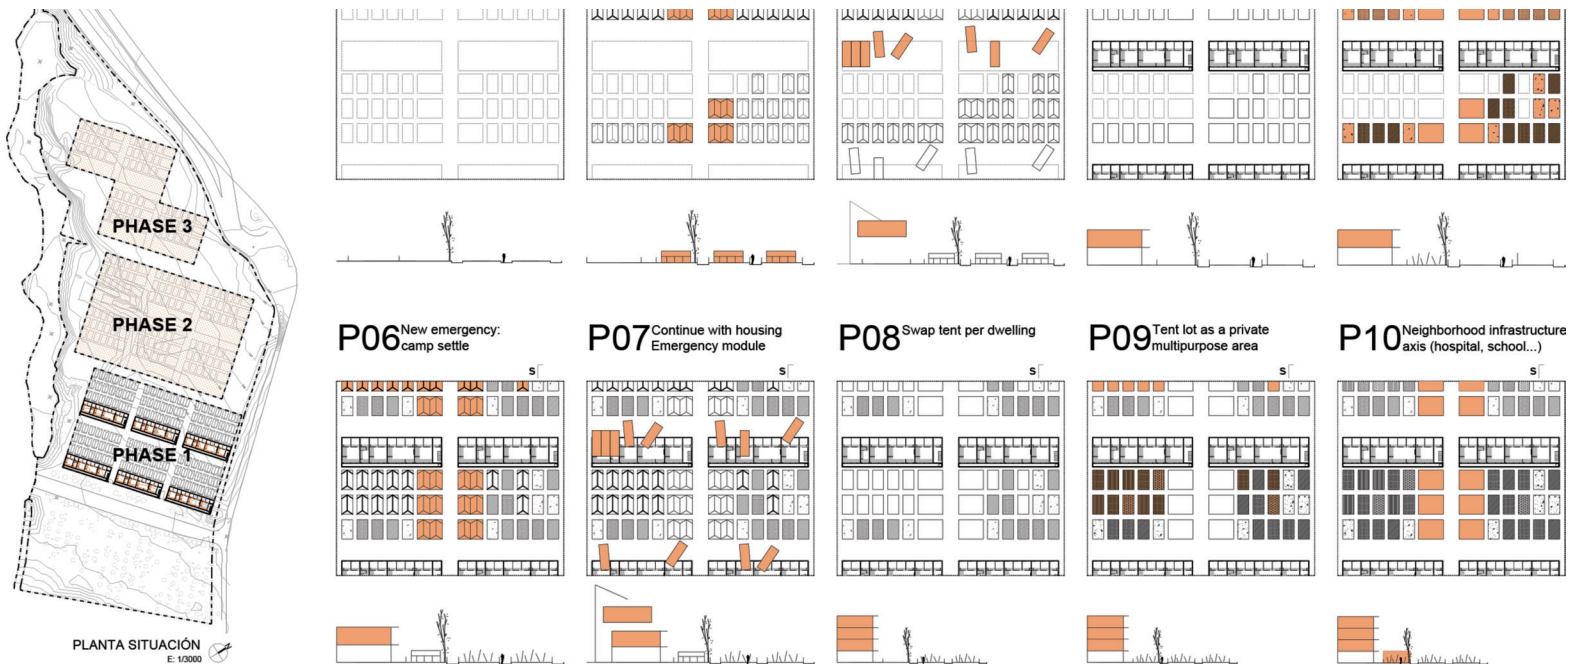 PHASE 3
PHASE 2
PHASE 1
PLANTA SITUACIÓN
E: 1/3000
P06 New emergency:
camp settle
P07 Continue with housing
Emergency module
P08 Swap tent per dwelling
P09 Tent lot as a private
multipurpose area
P10 Neighborhood infrastructure
axis (hospital, school...)
S
S
S
S
S